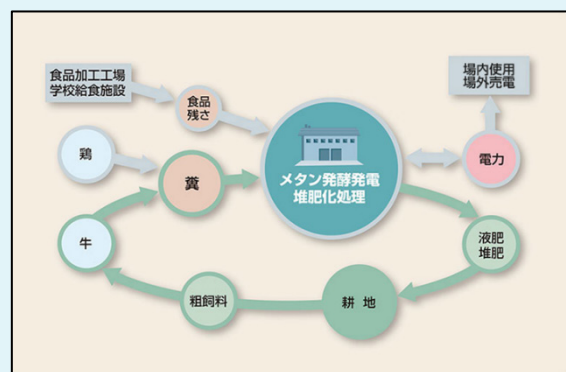 食品加工工場
学校給食施設
食品
残さ
場内使用
場外売電
鶏
糞
メタン発酵発電
堆肥化処理
電力
牛
液肥
堆肥
粗飼料
耕地